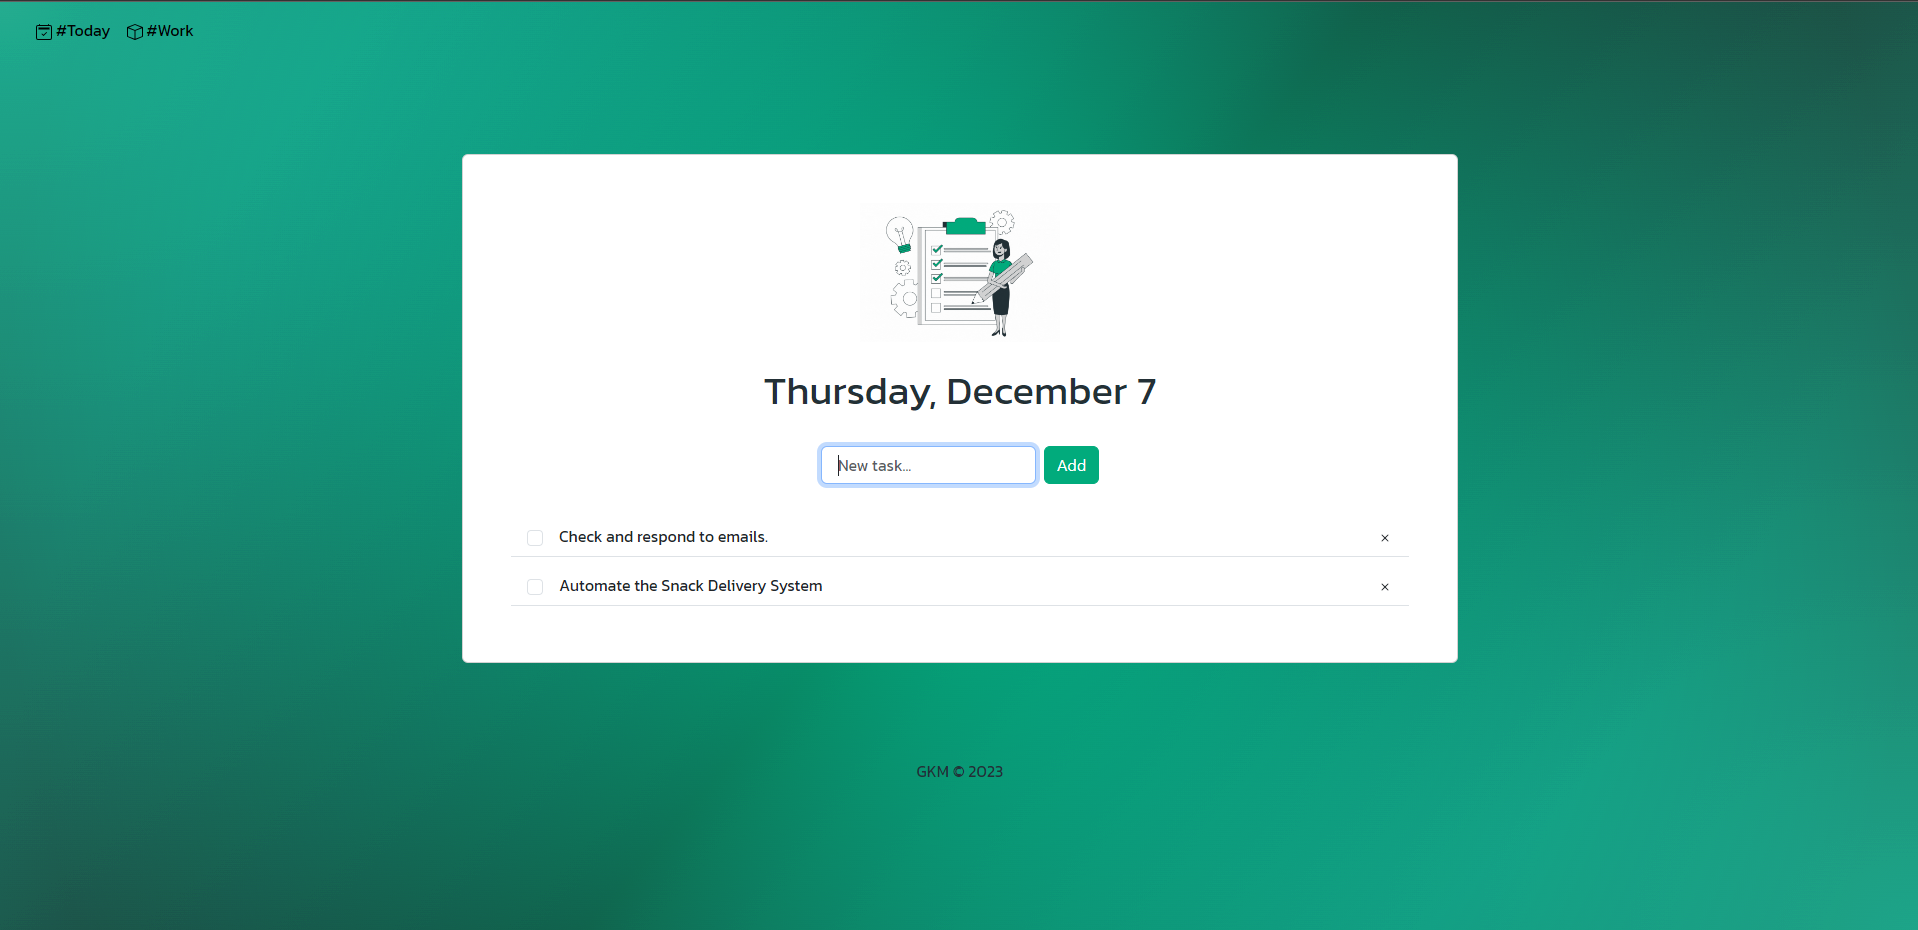 #Today #Work
Thursday, December 7
New task...
Add
Check and respond to emails.
×
Automate the Snack Delivery System
×
GKM © 2023